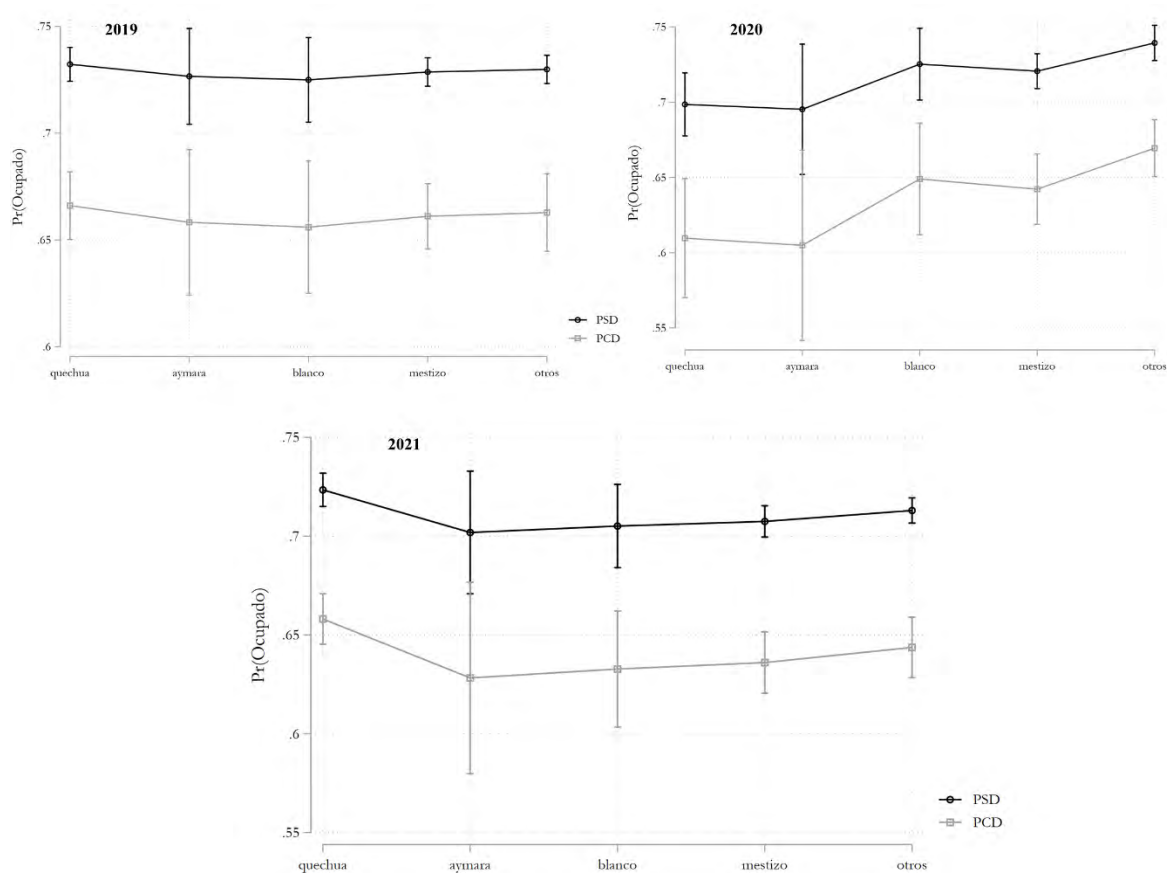 2019
Pr(Ocupado)
.75
.7
.65
.6
quechua aymara blanco mestizo otros
PSD
PCD
2020
Pr(Ocupado)
.75
.7
.65
.6
.55
quechua aymara blanco mestizo otros
2021
Pr(Ocupado)
.75
.7
.65
.6
.55
quechua aymara blanco mestizo otros
PSD
PCD